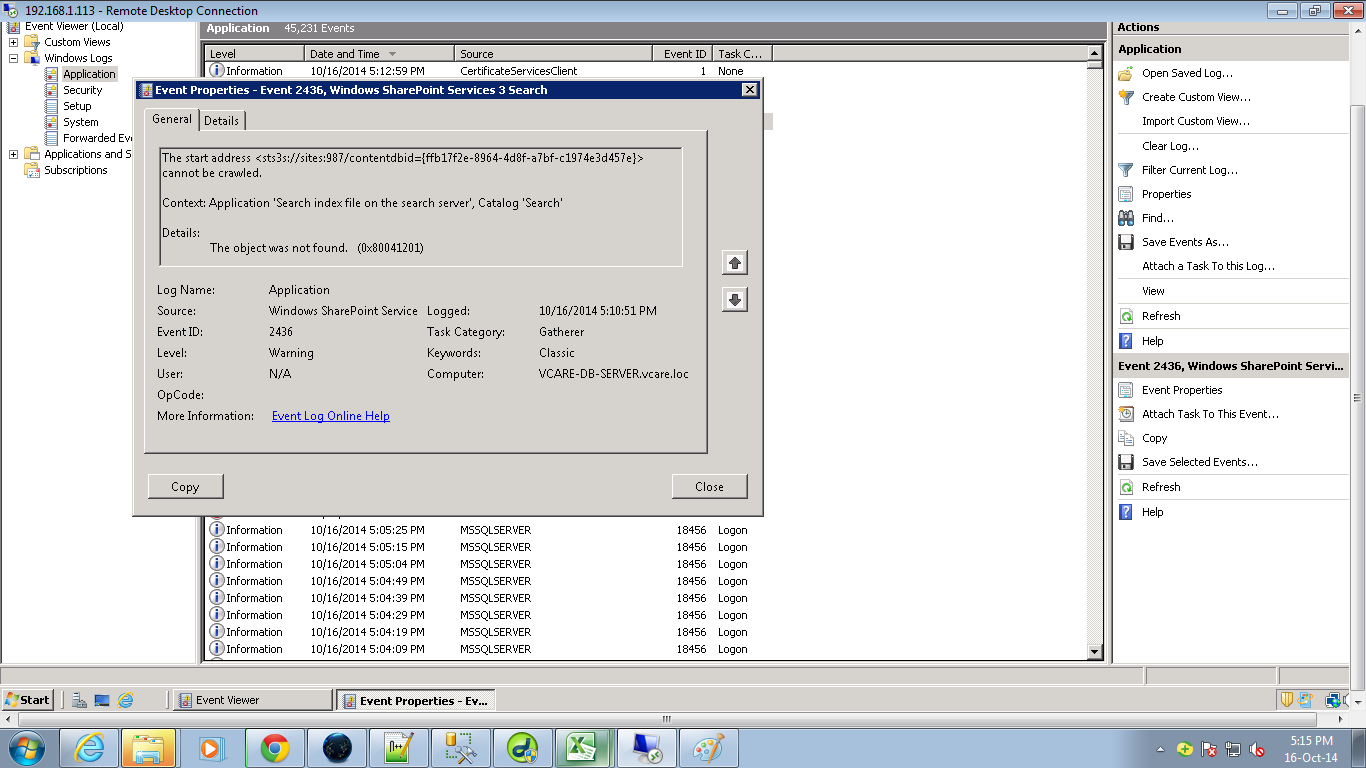 192.168.1.113 - Remote Desktop Connection
Event Viewer (Local)
Custom Views
Windows Logs
Application
Security
Setup
System
Forwarded Eve
Applications and S
Subscriptions
Application 45,231 Events
Level Date and Time Source Event ID Task C...
Information 10/16/2014 5:12:59 PM CertificateServicesClient 1 None
Event Properties - Event 2436, Windows SharePoint Services 3 Search
General Details
The start address <sts3s://sites:987/contentdbid={ffb17f2e-8964-4d8f-a7bf-c1974e3d457e}>
cannot be crawled.
Context: Application 'Search index file on the search server', Catalog 'Search'
Details:
The object was not found. (0x80041201)
Log Name: Application
Source: Windows SharePoint Service Logged: 10/16/2014 5:10:51 PM
Event ID: 2436 Task Category: Gatherer
Level: Warning Keywords: Classic
User: N/A Computer: VCARE-DB-SERVER.vcare.loc
OpCode:
More Information: Event Log Online Help
Copy Close
Information 10/16/2014 5:05:25 PM MSSQLSERVER 18456 Logon
Information 10/16/2014 5:05:15 PM MSSQLSERVER 18456 Logon
Information 10/16/2014 5:05:04 PM MSSQLSERVER 18456 Logon
Information 10/16/2014 5:04:49 PM MSSQLSERVER 18456 Logon
Information 10/16/2014 5:04:39 PM MSSQLSERVER 18456 Logon
Information 10/16/2014 5:04:29 PM MSSQLSERVER 18456 Logon
Information 10/16/2014 5:04:19 PM MSSQLSERVER 18456 Logon
Information 10/16/2014 5:04:09 PM MSSQLSERVER 18456 Logon
Actions
Application
Open Saved Log...
Create Custom View...
Import Custom View...
Clear Log...
Filter Current Log...
Properties
Find...
Save Events As...
Attach a Task To this Log...
View
Refresh
Help
Event 2436, Windows SharePoint Servi...
Event Properties
Attach Task To This Event...
Copy
Save Selected Events...
Refresh
Help
Start Event Viewer Event Properties - Ev...
5:15 PM
16-Oct-14